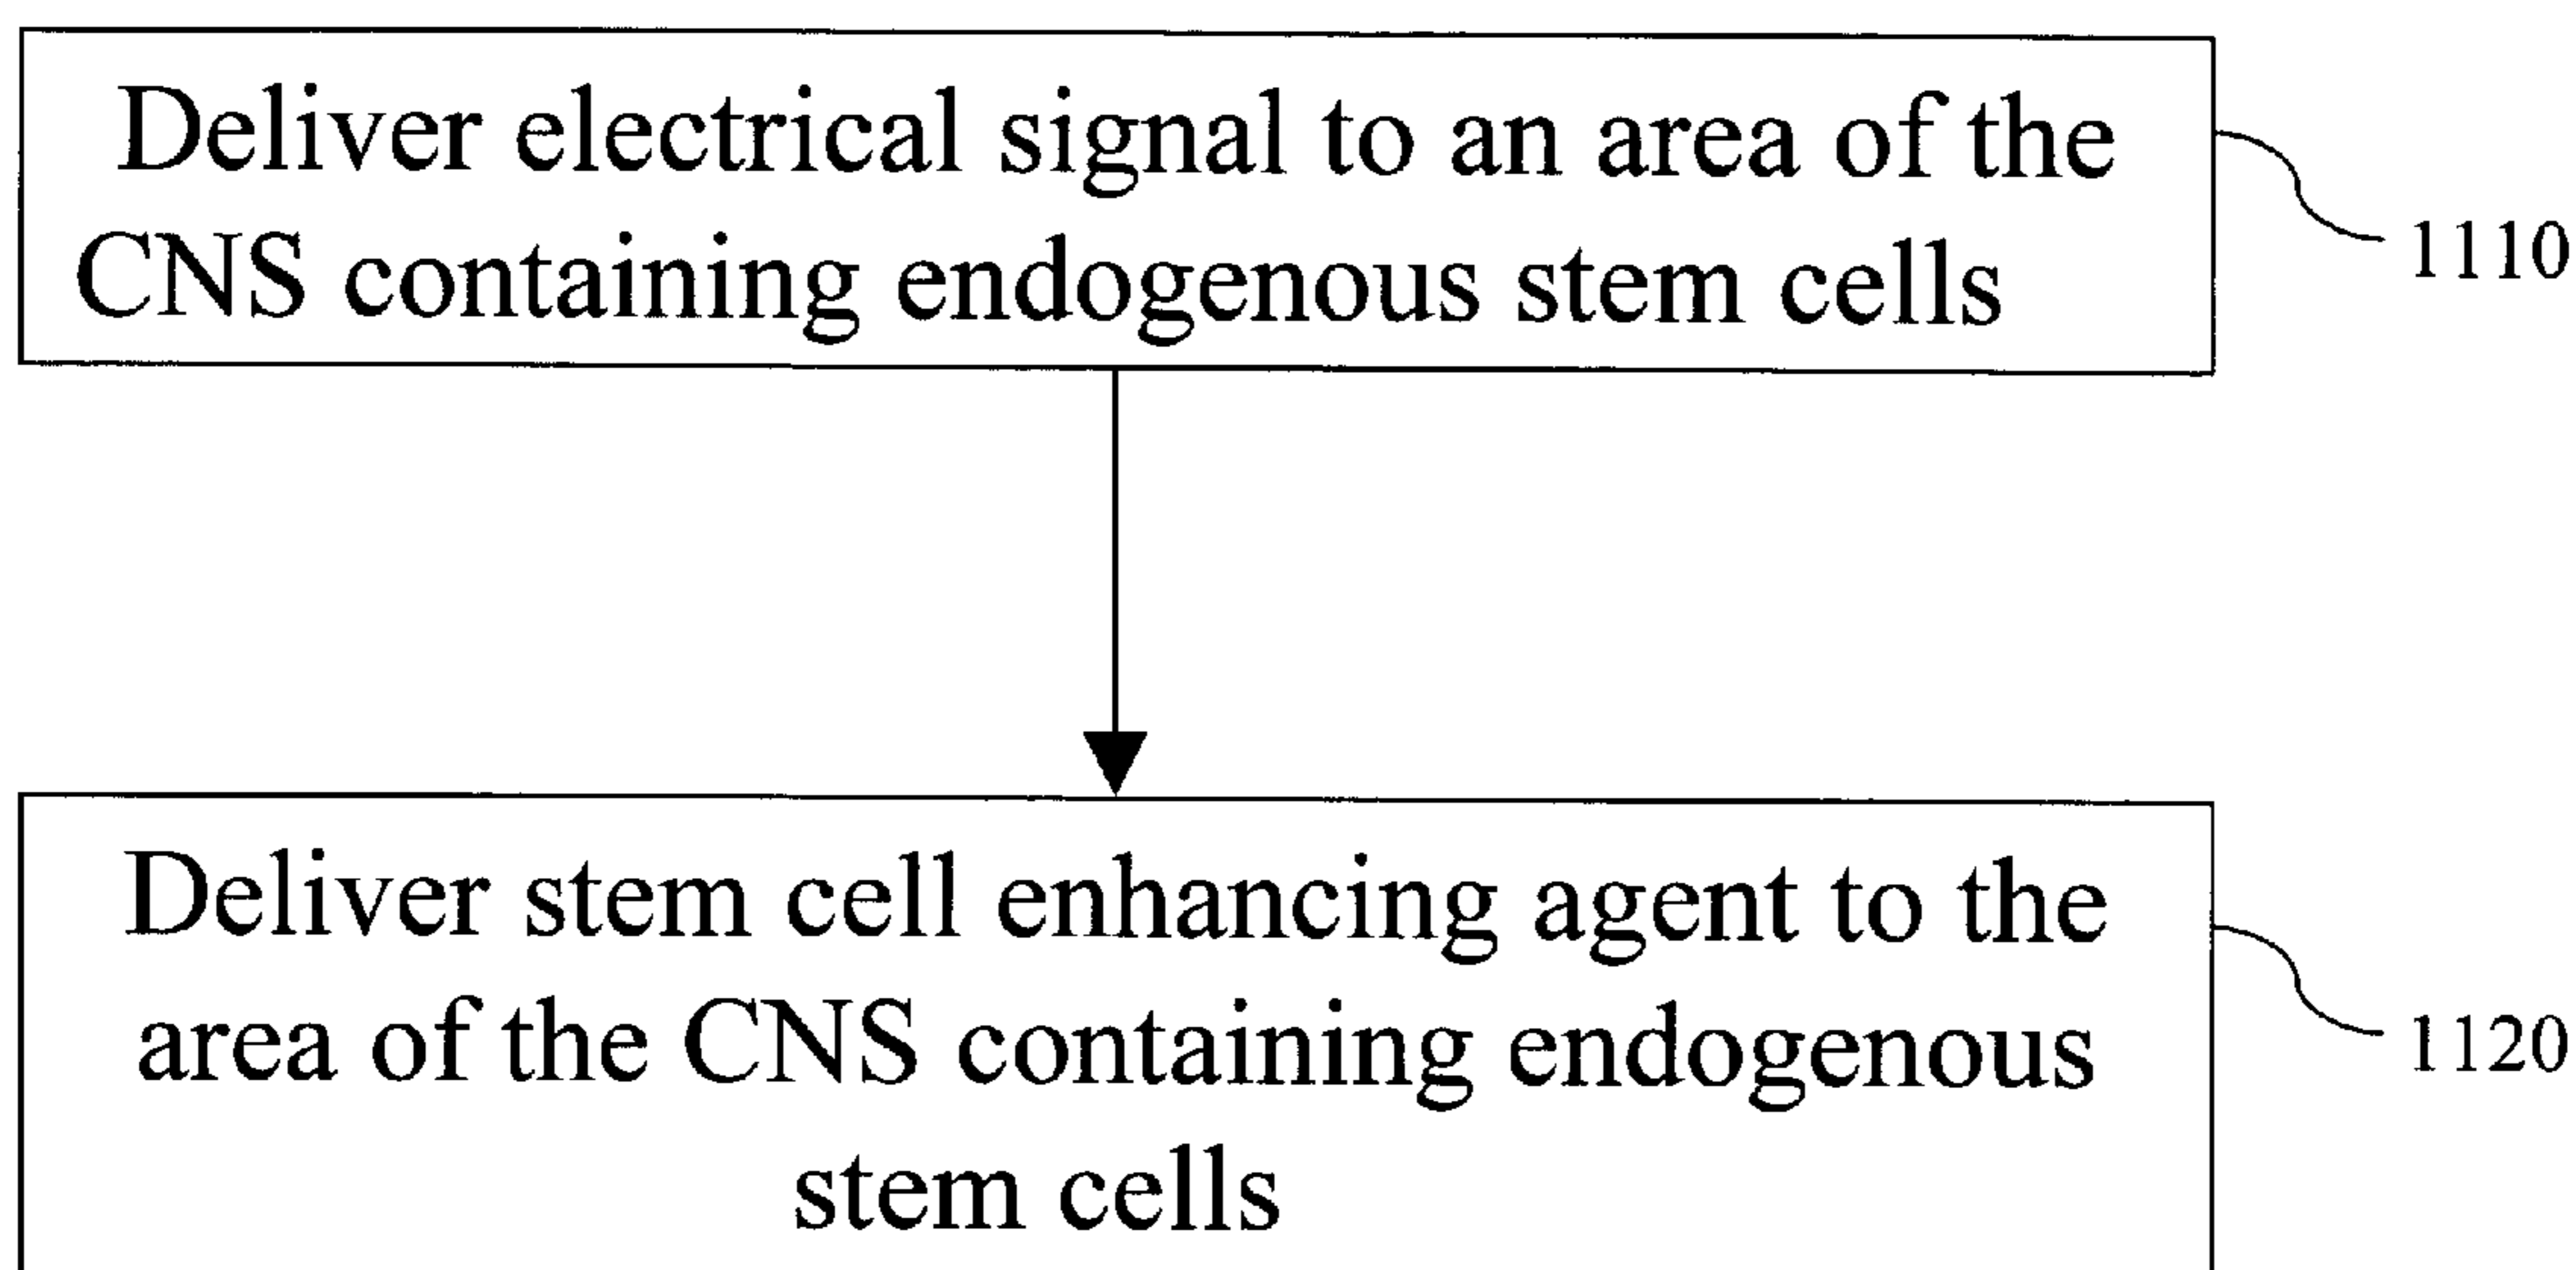 Deliver electrical signal to an area of the
CNS containing endogenous stem cells
1110
Deliver stem cell enhancing agent to the
area of the CNS containing endogenous
stem cells
1120